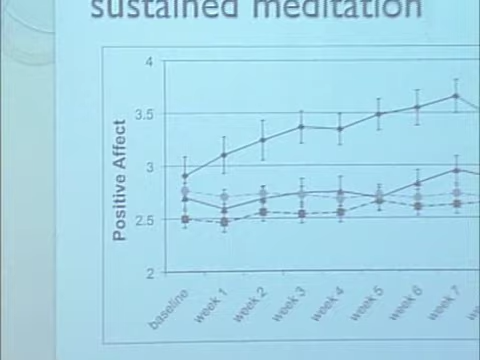 sustained meditation
4
3.5
3
2.5
2
Positive Affect
baseline
week 1
week 2
week 3
week 4
week 5
week 6
week 7